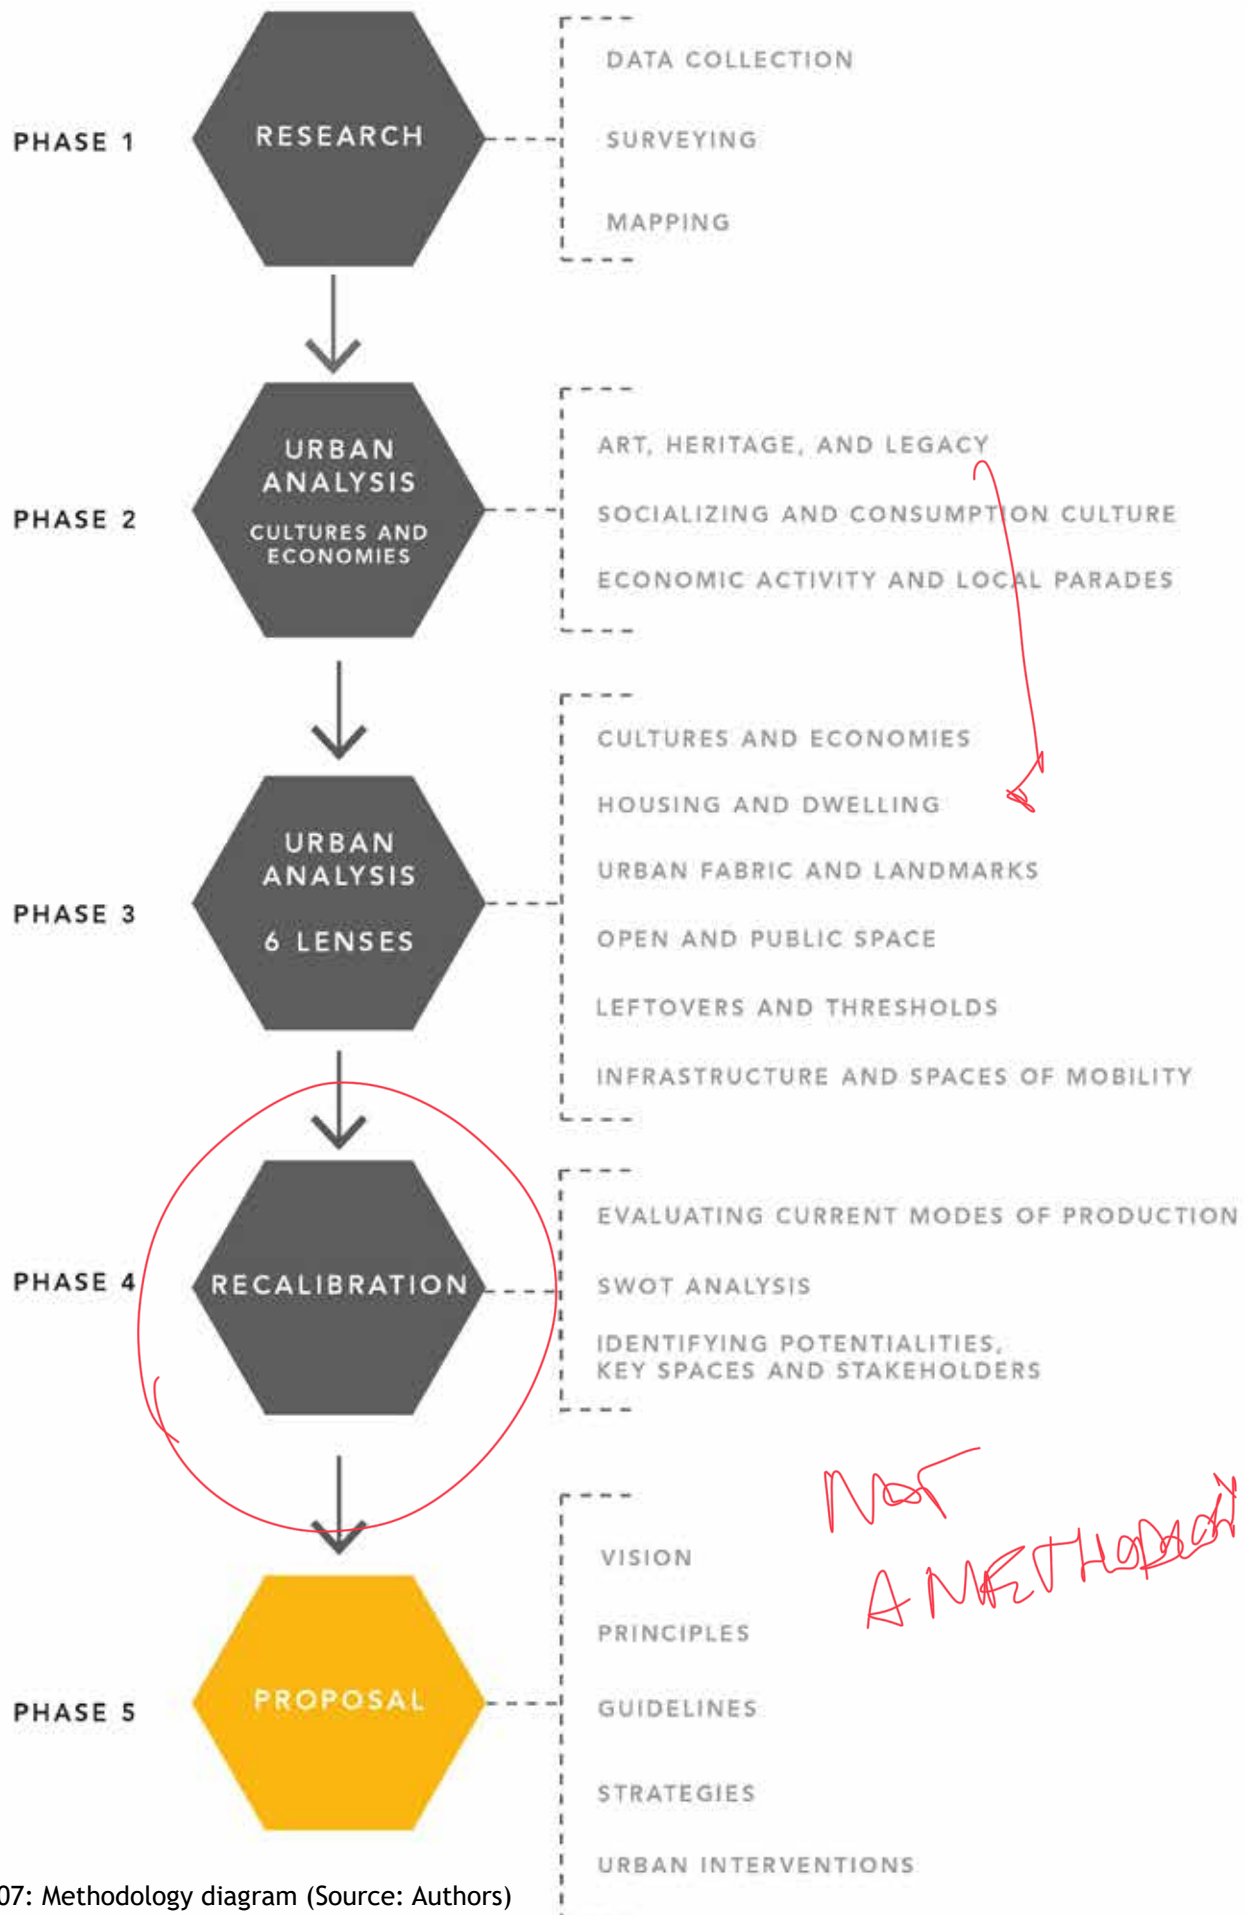 DATA COLLECTION
PHASE 1
RESEARCH
SURVEYING
MAPPING
URBAN
ANALYSIS
CULTURES AND
ECONOMIES
PHASE 2
ART, HERITAGE, AND LEGACY
SOCIALIZING AND CONSUMPTION CULTURE
ECONOMIC ACTIVITY AND LOCAL PARADES
URBAN
ANALYSIS
6 LENSES
PHASE 3
CULTURES AND ECONOMIES
HOUSING AND DWELLING
URBAN FABRIC AND LANDMARKS
OPEN AND PUBLIC SPACE
LEFTOVERS AND THRESHOLDS
INFRASTRUCTURE AND SPACES OF MOBILITY
PHASE 4
RECALIBRATION
EVALUATING CURRENT MODES OF PRODUCTION
SWOT ANALYSIS
IDENTIFYING POTENTIALITIES,
KEY SPACES AND STAKEHOLDERS
NOT
A
PHASE 5
PROPOSAL
VISION
PRINCIPLES
GUIDELINES
STRATEGIES
URBAN INTERVENTIONS
07: Methodology diagram (Source: Authors)